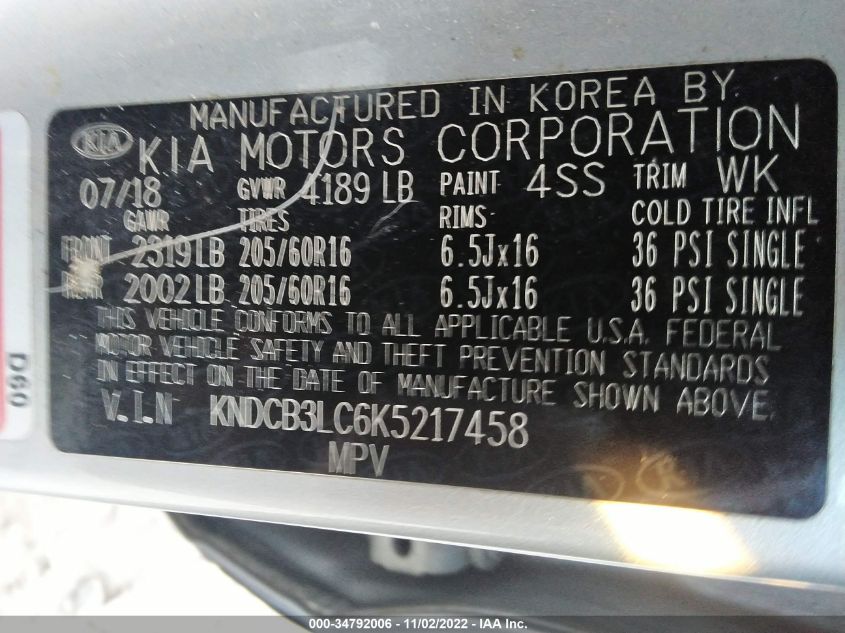 MANUFACTURED IN KOREA BY
KIA KIA MOTORS CORPORATION
07/18 GVWR 4189 LB PAINT 4SS TRIM WK
GAWR TIRES RIMS COLD TIRE INFL
FRONT 2319 LB 205/60R16 6.5Jx16 36 PSI SINGLE
REAR 2002 LB 205/60R16 6.5Jx16 36 PSI SINGLE
THIS VEHICLE CONFORMS TO ALL APPLICABLE U.S.A. FEDERAL
MOTOR VEHICLE SAFETY AND THEFT PREVENTION STANDARDS
IN EFFECT ON THE DATE OF MANUFACTURE SHOWN ABOVE.
V.I.N KNDCB3LC6K5217458
MPV
D60
000-34792006 - 11/02/2022 - IAA Inc.